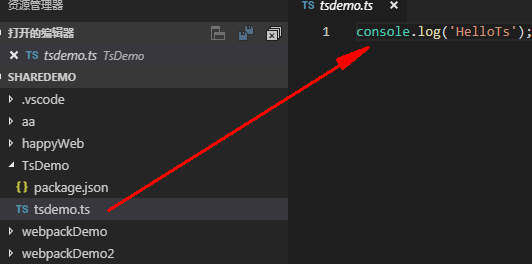 资源管理器
打开的编辑器
TS tsdemo.ts TsDemo
SHAREDEMO
.vscode
aa
happyWeb
TsDemo
{} package.json
TS tsdemo.ts
webpackDemo
webpackDemo2
TS tsdemo.ts
1 console.log('HelloTs');